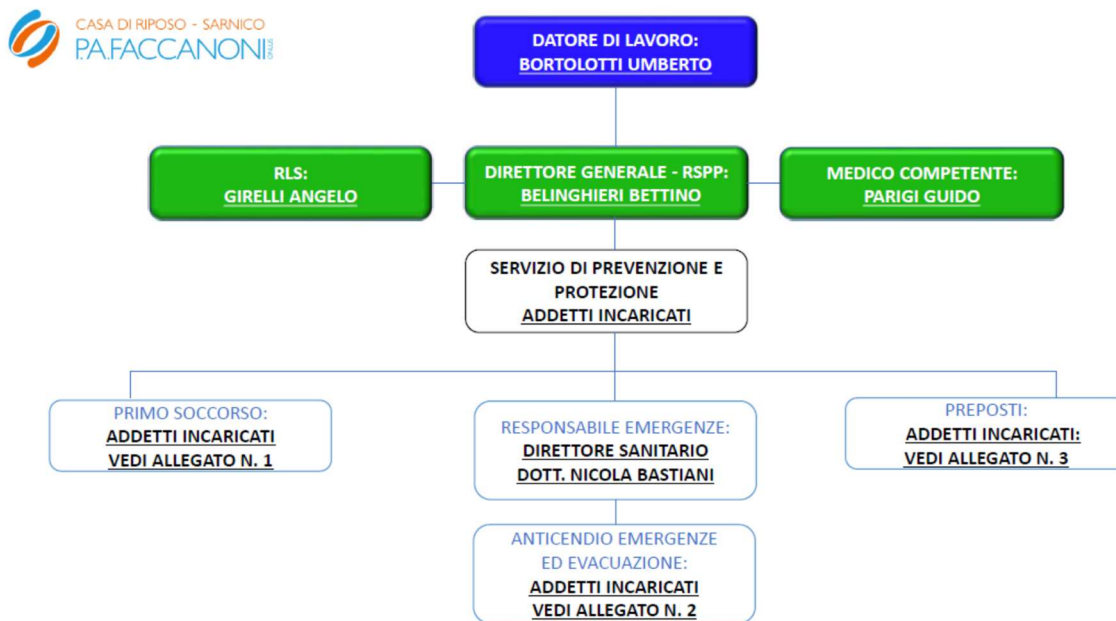 CASA DI RIPOSO - SARNICO
P.A.FACCANONI ONLUS
DATORE DI LAVORO:
BORTOLOTTI UMBERTO
RLS:
GIRELLI ANGELO
DIRETTORE GENERALE - RSPP:
BELINGHIERI BETTINO
MEDICO COMPETENTE:
PARIGI GUIDO
SERVIZIO DI PREVENZIONE E
PROTEZIONE
ADDETTI INCARICATI
PRIMO SOCCORSO:
ADDETTI INCARICATI
VEDI ALLEGATO N. 1
RESPONSABILE EMERGENZE:
DIRETTORE SANITARIO
DOTT. NICOLA BASTIANI
PREPOSTI:
ADDETTI INCARICATI:
VEDI ALLEGATO N. 3
ANTICENDIO EMERGENZE
ED EVACUAZIONE:
ADDETTI INCARICATI
VEDI ALLEGATO N. 2